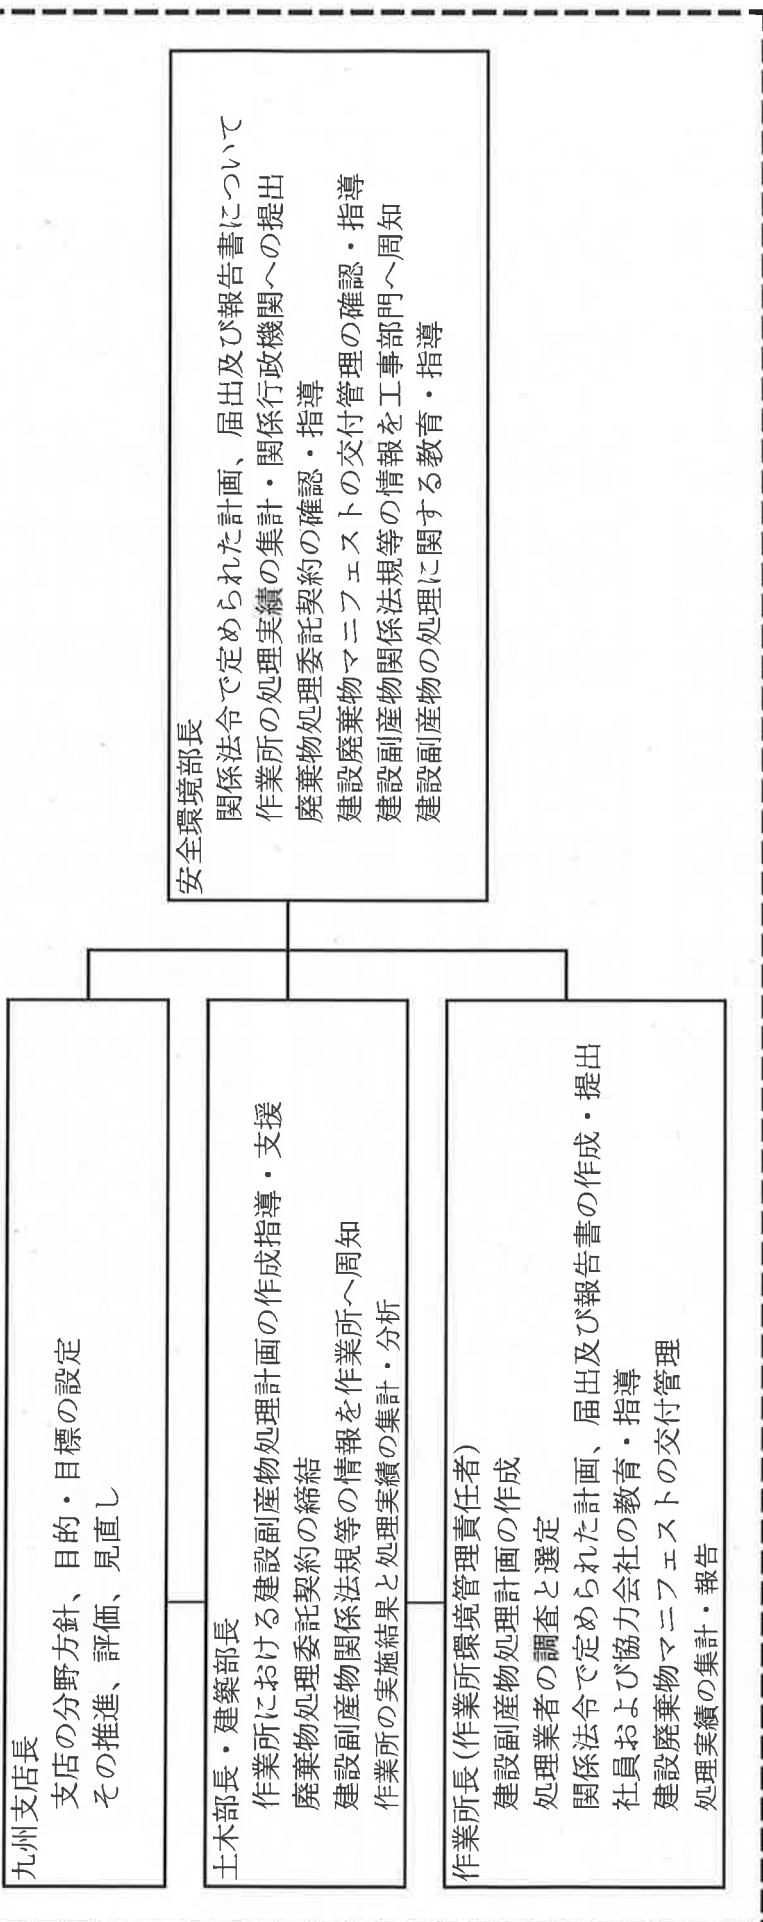 九州支店長
支店の分野方針、目的・目標の設定
その推進、評価、見直し
土木部長・建築部長
作業所における建設副産物処理計画の作成指導・支援
廃棄物処理委託契約の締結
建設副産物関係法規等の情報を作業所へ周知
作業所の実施結果と処理実績の集計・分析
作業所長(作業所環境管理責任者)
建設副産物処理計画の作成
処理業者の調査と選定
関係法令で定められた計画、届出及び報告書の作成・提出
社員および協力会社の教育・指導
建設廃棄物マニフェストの交付管理
処理実績の集計・報告
安全環境部長
関係法令で定められた計画、届出及び報告書について
作業所の処理実績の集計・関係行政機関への提出
廃棄物処理委託契約の確認・指導
建設廃棄物マニフェストの交付管理の確認・指導
建設副産物関係法規等の情報を工事部門へ周知
建設副産物の処理に関する教育・指導